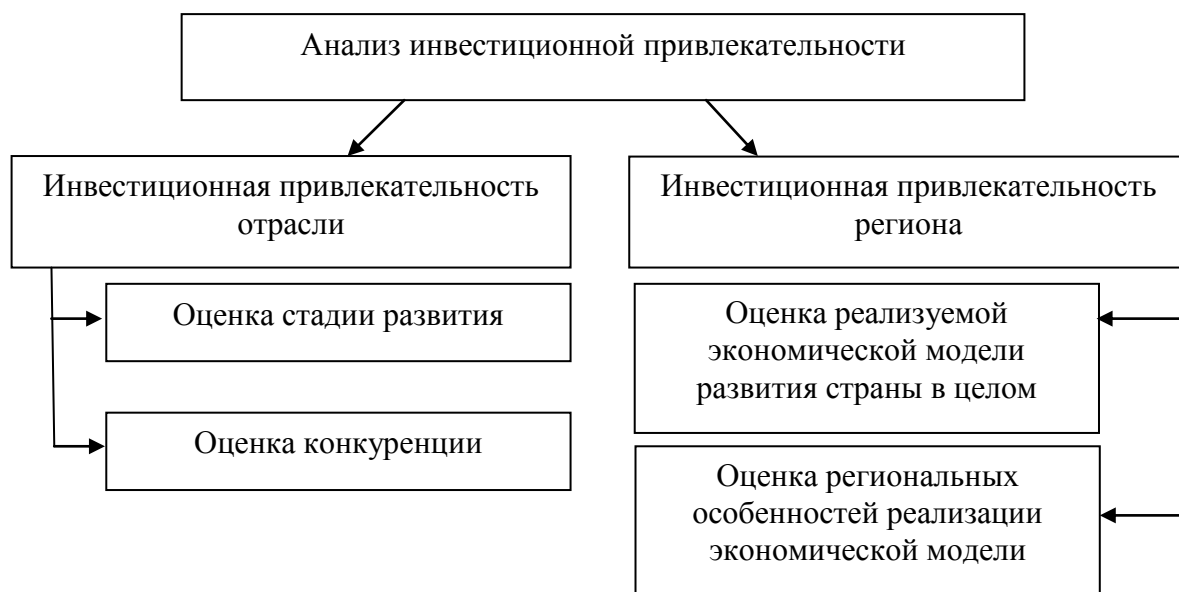 Анализ инвестиционной привлекательности
Инвестиционная привлекательность
отрасли
Оценка стадии развития
Оценка конкуренции
Инвестиционная привлекательность
региона
Оценка реализуемой
экономической модели
развития страны в целом
Оценка региональных
особенностей реализации
экономической модели